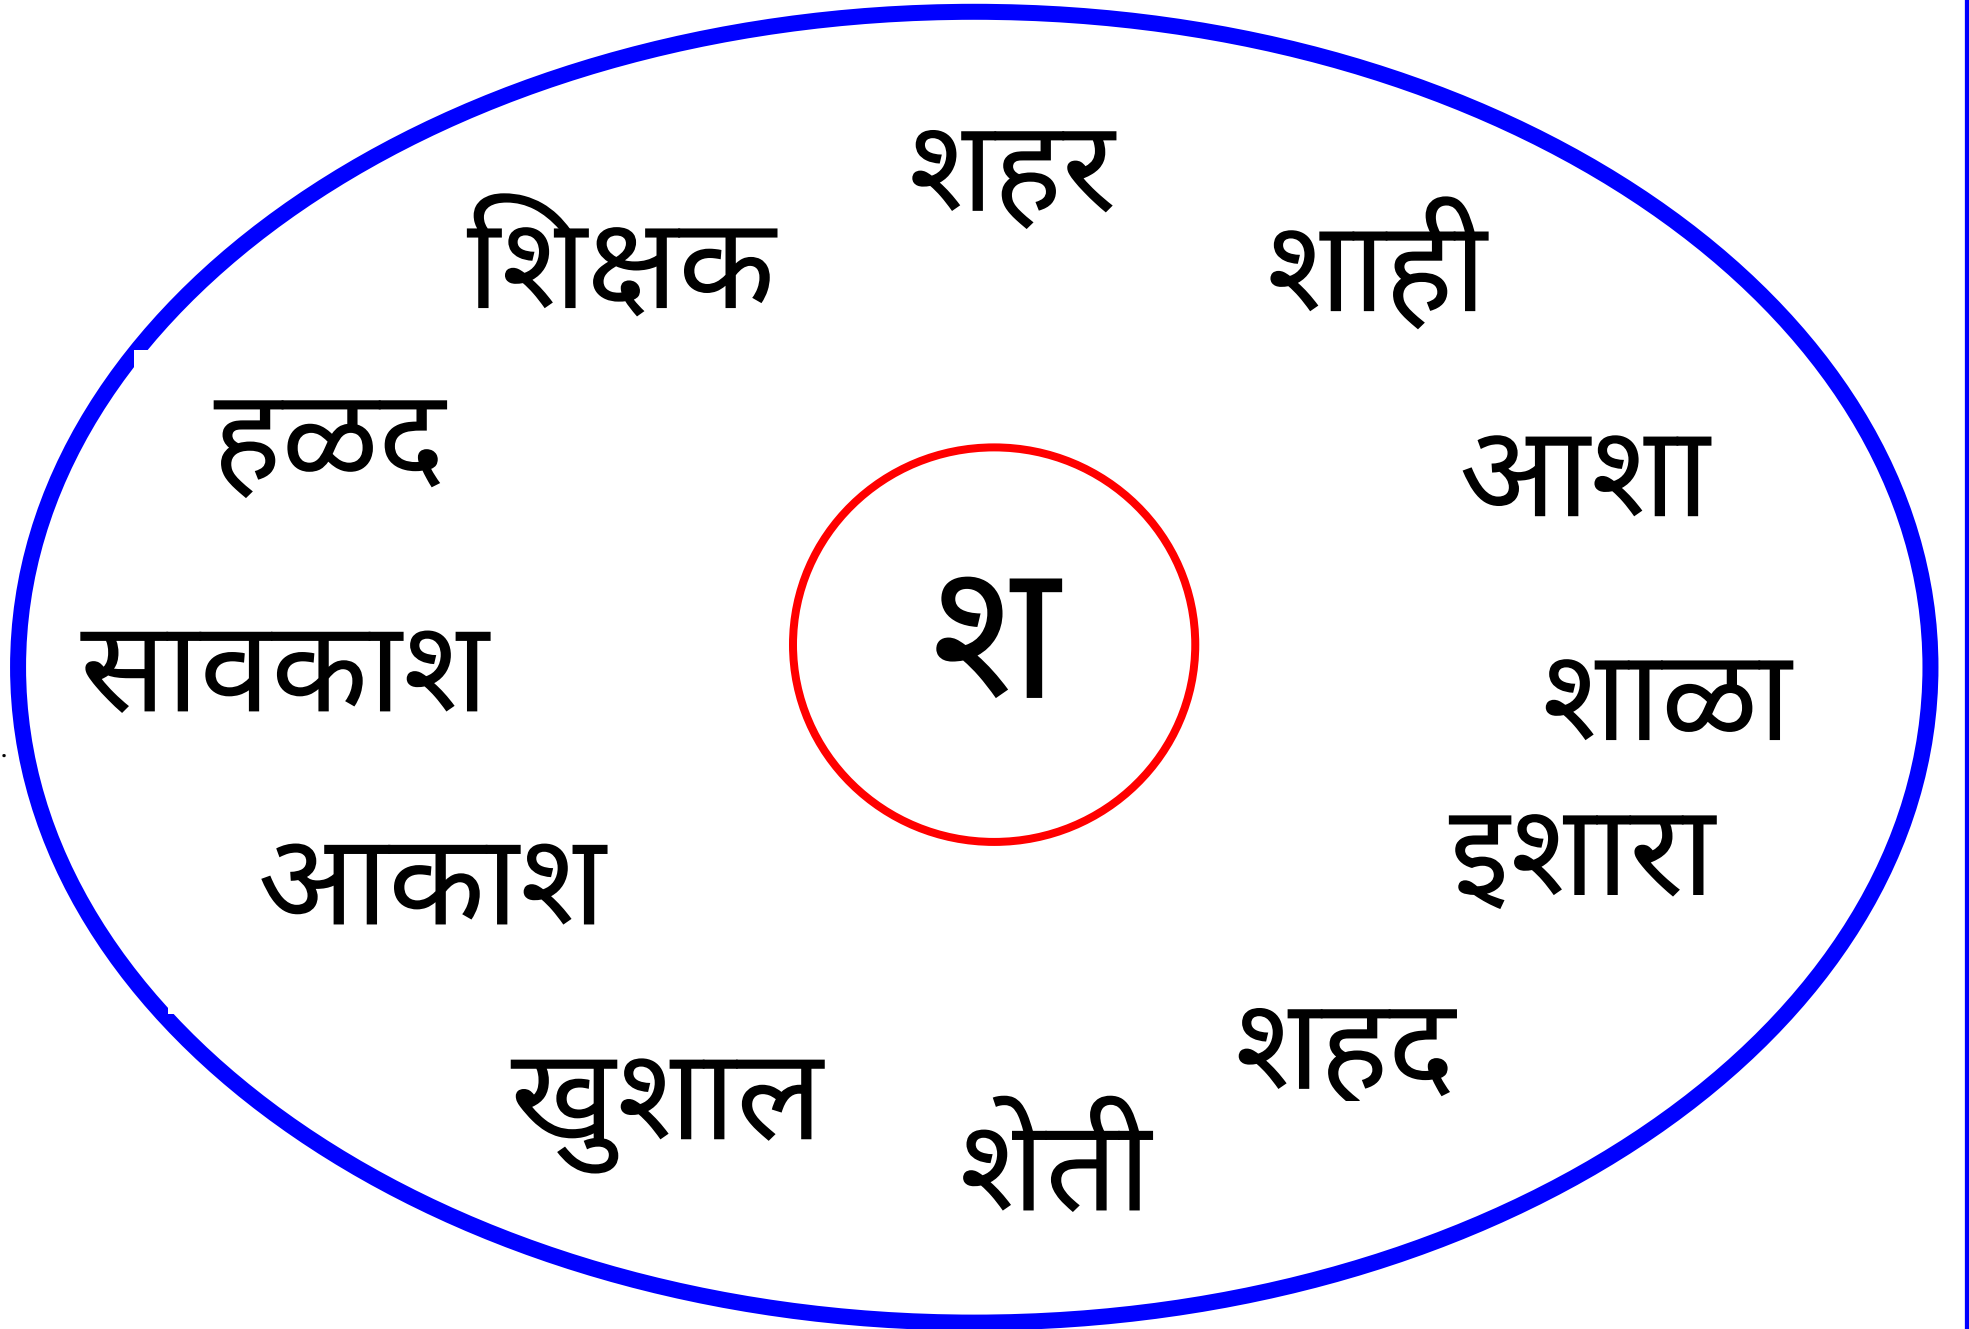 शहर
शिक्षक
शाही
हळद
आशा
श
सावकाश
शाळा
इशारा
आकाश
शहद
खुशाल
शेती